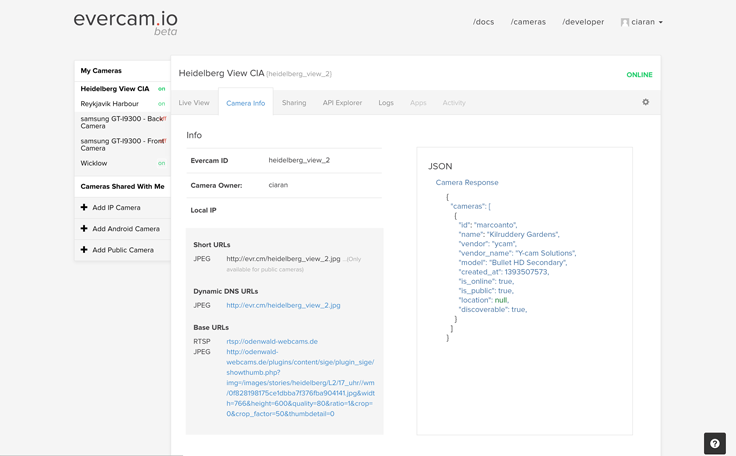 evercam.io
beta
/docs /cameras /developer ciaran
My Cameras
Heidelberg View CIA on
Reykjavik Harbour on
samsung GT-I9300 - Back
Camera
samsung GT-I9300 - Front
Camera
Wicklow on
Cameras Shared With Me
Add IP Camera
Add Android Camera
Add Public Camera
Heidelberg View CIA (heidelberg_view_2)
ONLINE
Live View Camera Info Sharing API Explorer Logs Apps Activity
Info
Evercam ID heidelberg_view_2
Camera Owner: ciaran
Local IP
Short URLs
JPEG http://evr.cm/heidelberg_view_2.jpg ...(Only
available for public cameras)
Dynamic DNS URLs
JPEG http://evr.cm/heidelberg_view_2.jpg
Base URLs
RTSP rtsp://odenwald-webcams.de
JPEG http://odenwald-
webcams.de/plugins/content/sige/plugin_sige/
showthumb.php?
img=/images/stories/heidelberg/L2/17_uhr//wm
/0f828198175ce1dbba7f376fba904141.jpg&widt
h=766&height=600&quality=80&ratio=1&crop=
0&crop_factor=50&thumbdetail=0
JSON
Camera Response
{
"cameras": [
{
"id": "marcoanto",
"name": "Kilruddery Gardens",
"vendor": "ycam",
"vendor_name": "Y-cam Solutions",
"model": "Bullet HD Secondary",
"created_at": 1393507573,
"is_online": true,
"is_public": true,
"location": null,
"discoverable": true,
}
]
}